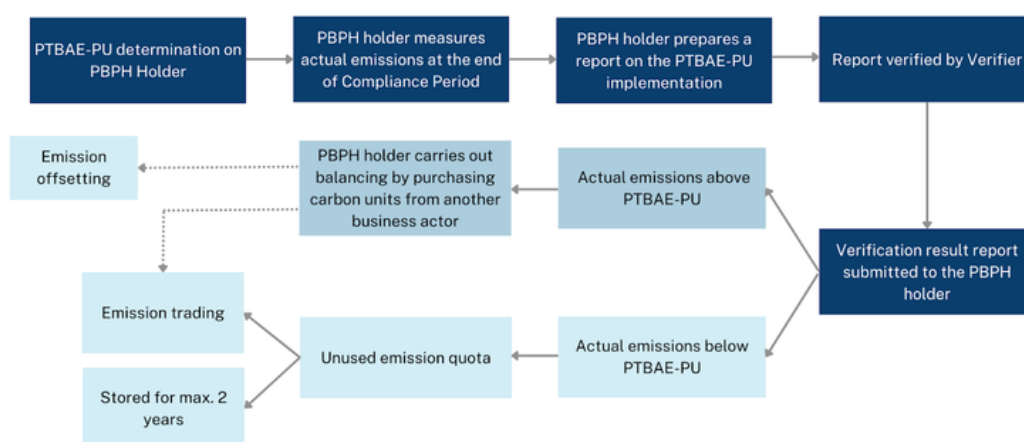 PTBAE-PU determination on
PBPH Holder
PBPH holder measures
actual emissions at the end
of Compliance Period
PBPH holder prepares a
report on the PTBAE-PU
implementation
Report verified by Verifier
Emission
offsetting
PBPH holder carries out
balancing by purchasing
carbon units from another
business actor
Actual emissions above
PTBAE-PU
Verification result report
submitted to the PBPH
holder
Emission trading
Unused emission quota
Actual emissions below
PTBAE-PU
Stored for max. 2
years